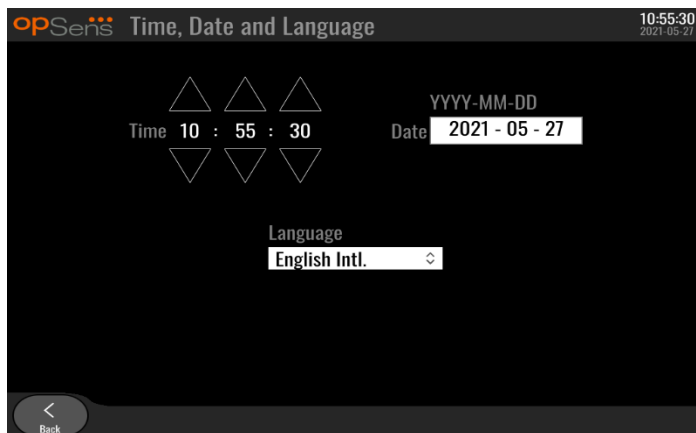 opSens Time, Date and Language
10:55:30
2021-05-27
YYYY-MM-DD
Time 10 : 55 : 30
Date 2021 - 05 - 27
Language
English Intl.
Back